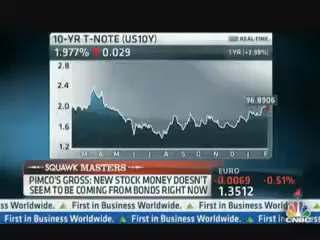 10-YR T-NOTE (US10Y)
REAL-TIME
1.977% 0.029
1YR (+2.98%)
2.8
2.4
2.0
1.6
1.2
96.8906
M A M J J A S O N D J F
SQUAWK MASTERS
PIMCO'S GROSS: NEW STOCK MONEY DOESN'T
SEEM TO BE COMING FROM BONDS RIGHT NOW
EURO
0.0069 -0.51%
1.3512
First in Business Worldwide. First in Business Worldwide. First in Business
CNBC